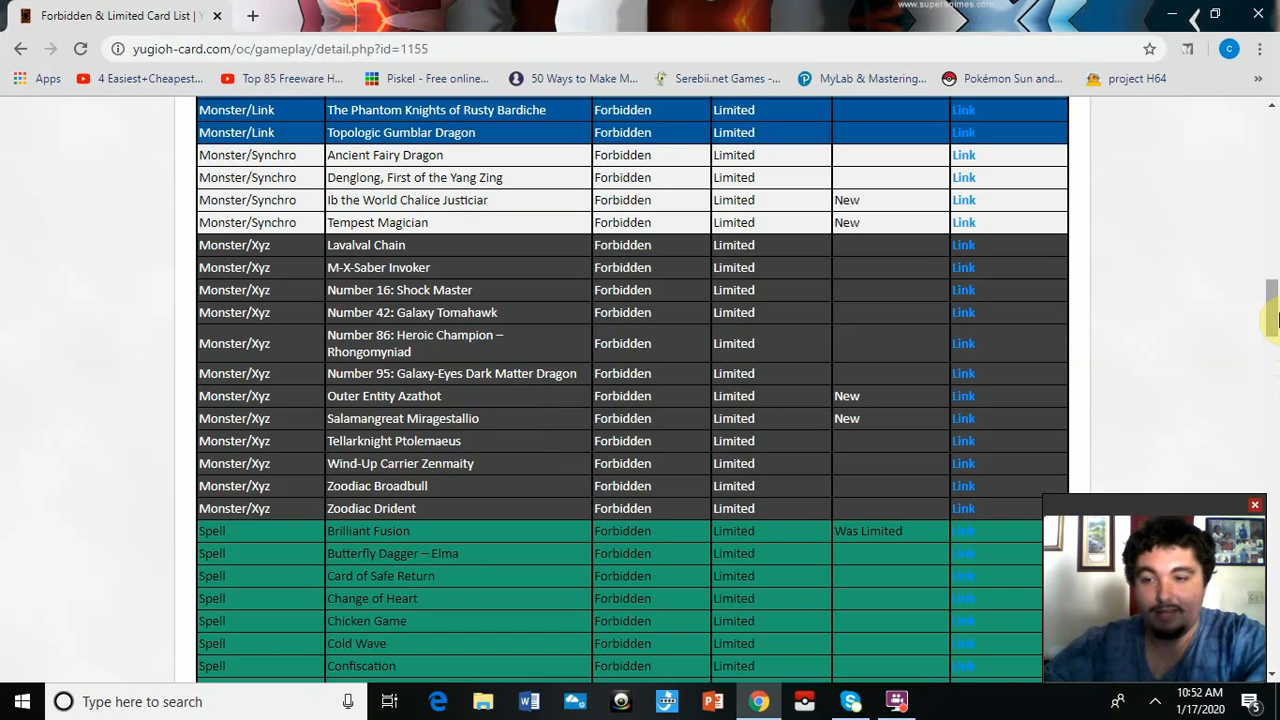 www.superanimes.com
Forbidden & Limited Card List | Y
yugioh-card.com/oc/gameplay/detail.php?id=1155
C
Apps 4 Easiest+Cheapest... Top 85 Freeware H... Piskel - Free online... 50 Ways to Make M... Serebii.net Games -... MyLab & Mastering... Pokémon Sun and... project H64 »
Monster/Link The Phantom Knights of Rusty Bardiche Forbidden Limited Link
Monster/Link Topologic Gumblar Dragon Forbidden Limited Link
Monster/Synchro Ancient Fairy Dragon Forbidden Limited Link
Monster/Synchro Denglong, First of the Yang Zing Forbidden Limited Link
Monster/Synchro Ib the World Chalice Justiciar Forbidden Limited New Link
Monster/Synchro Tempest Magician Forbidden Limited New Link
Monster/Xyz Lavalval Chain Forbidden Limited Link
Monster/Xyz M-X-Saber Invoker Forbidden Limited Link
Monster/Xyz Number 16: Shock Master Forbidden Limited Link
Monster/Xyz Number 42: Galaxy Tomahawk Forbidden Limited Link
Monster/Xyz Number 86: Heroic Champion –
Rhongomyniad Forbidden Limited Link
Monster/Xyz Number 95: Galaxy-Eyes Dark Matter Dragon Forbidden Limited Link
Monster/Xyz Outer Entity Azathot Forbidden Limited New Link
Monster/Xyz Salamangreat Miragestallio Forbidden Limited New Link
Monster/Xyz Tellarknight Ptolemaeus Forbidden Limited Link
Monster/Xyz Wind-Up Carrier Zenmaity Forbidden Limited Link
Monster/Xyz Zoodiac Broadbull Forbidden Limited Link
Monster/Xyz Zoodiac Drident Forbidden Limited Link
Spell Brilliant Fusion Forbidden Limited Was Limited Link
Spell Butterfly Dagger – Elma Forbidden Limited Link
Spell Card of Safe Return Forbidden Limited Link
Spell Change of Heart Forbidden Limited Link
Spell Chicken Game Forbidden Limited Link
Spell Cold Wave Forbidden Limited Link
Spell Confiscation Forbidden Limited Link
Type here to search
10:52 AM
1/17/2020
5